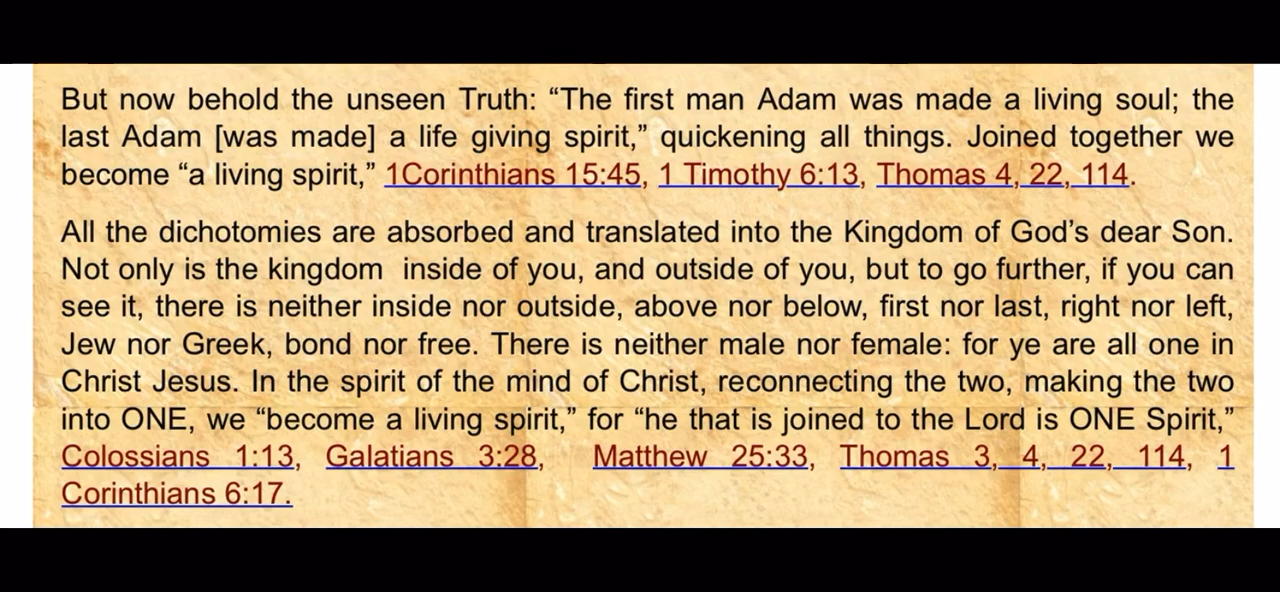 But now behold the unseen Truth: “The first man Adam was made a living soul; the
last Adam [was made] a life giving spirit,” quickening all things. Joined together we
become “a living spirit,” 1Corinthians 15:45, 1 Timothy 6:13, Thomas 4, 22, 114.
All the dichotomies are absorbed and translated into the Kingdom of God’s dear Son.
Not only is the kingdom inside of you, and outside of you, but to go further, if you can
see it, there is neither inside nor outside, above nor below, first nor last, right nor left,
Jew nor Greek, bond nor free. There is neither male nor female: for ye are all one in
Christ Jesus. In the spirit of the mind of Christ, reconnecting the two, making the two
into ONE, we “become a living spirit,” for “he that is joined to the Lord is ONE Spirit,”
Colossians 1:13, Galatians 3:28, Matthew 25:33, Thomas 3, 4, 22, 114, 1
Corinthians 6:17.